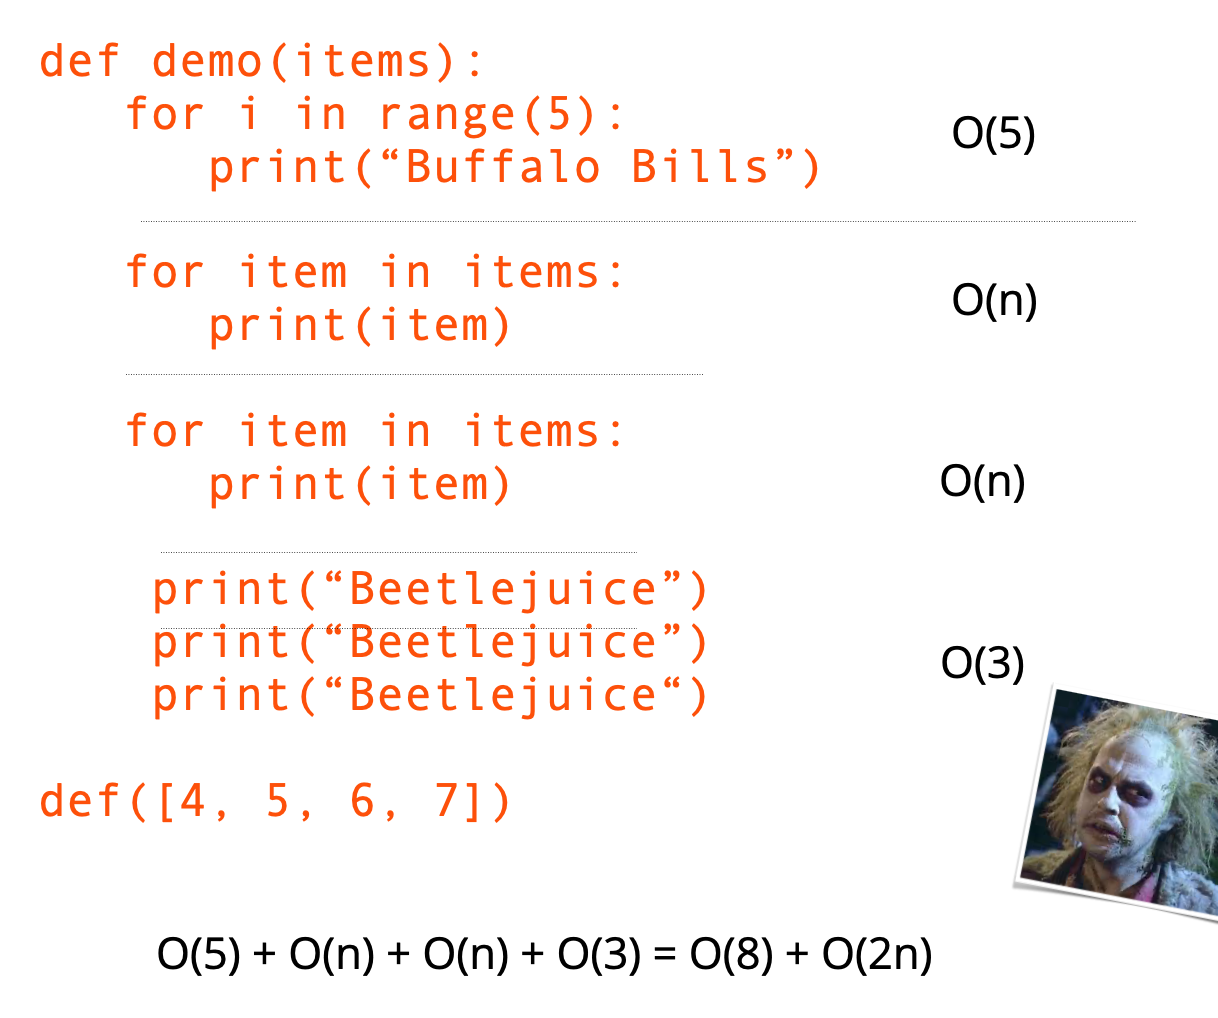 def demo(items):
for i in range(5):
O(5)
print(“Buffalo Bills”)
for item in items:
O(n)
print(item)
for item in items:
print(item)
O(n)
print(“Beetlejuice”)
print(“Beetlejuice”)
O(3)
print(“Beetlejuice“)
def([4, 5, 6, 7])
O(5) + O(n) + O(n) + O(3) = O(8) + O(2n)